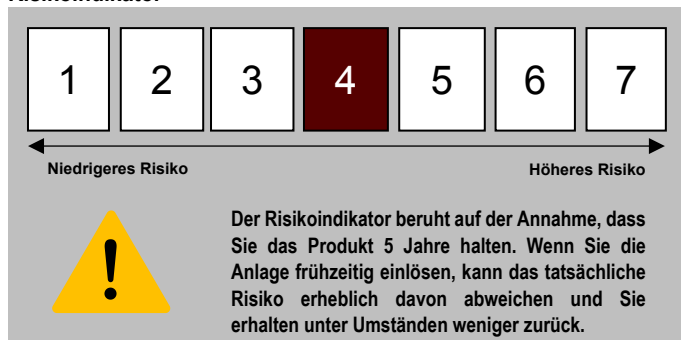 1 2 3 4 5 6 7
Niedrigeres Risiko Höheres Risiko
Der Risikoindikator beruht auf der Annahme, dass
Sie das Produkt 5 Jahre halten. Wenn Sie die
Anlage frühzeitig einlösen, kann das tatsächliche
Risiko erheblich davon abweichen und Sie
erhalten unter Umständen weniger zurück.